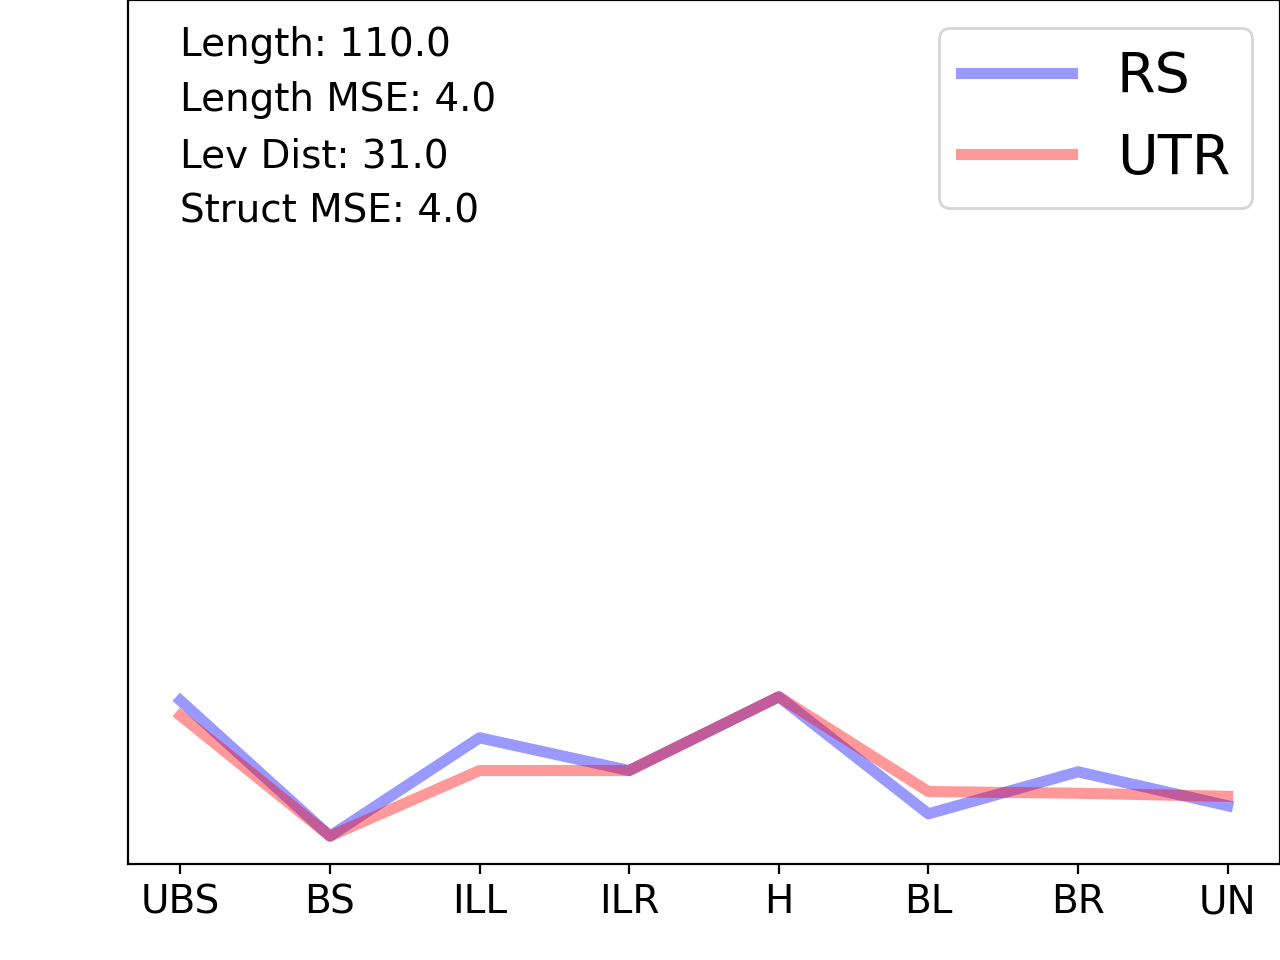 Length: 110.0
Length MSE: 4.0
Lev Dist: 31.0
Struct MSE: 4.0
RS
UTR
UBS BS ILL ILR H BL BR UN